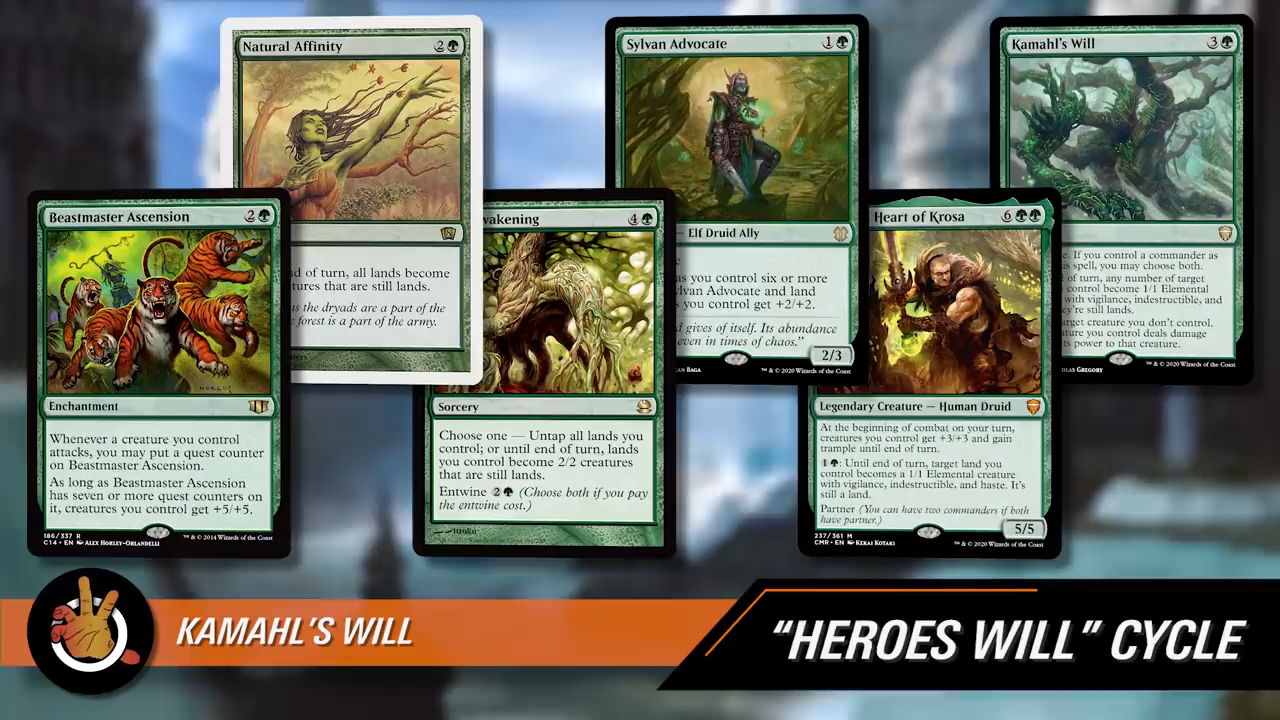 Natural Affinity 2
nd of turn, all lands become
tures that are still lands.
as the dryads are a part of the
forest is a part of the army.
Sylvan Advocate 1
— Elf Druid Ally
as you control six or more
lvan Advocate and land
you control get +2/+2.
d gives of itself. Its abundance
even in times of chaos.”
2/3
AN BAGA ™ & © 2020 Wizards of the Coast
Kamahl's Will 3
e. If you control a commander as
s spell, you may choose both.
of turn, any number of target
control become 1/1 Elemental
with vigilance, indestructible, and
ey're still lands.
arget creature you don't control.
ure you control deals damage
ts power to that creature.
OLAS GREGORY ™ & © 2020 Wizards of the Coast
Beastmaster Ascension 2
HORLEY
Enchantment
Whenever a creature you control
attacks, you may put a quest counter
on Beastmaster Ascension.
As long as Beastmaster Ascension
has seven or more quest counters on
it, creatures you control get +5/+5.
186/337 R
C14 • EN ALEX HORLEY-ORLANDELLI ™ & © 2014 Wizards of the Coast
wakening 4
Sorcery
Choose one — Untap all lands you
control; or until end of turn, lands
you control become 2/2 creatures
that are still lands.
Entwine 2 (Choose both if you pay
the entwine cost.)
Heart of Krosa 6
Legendary Creature — Human Druid
At the beginning of combat on your turn,
creatures you control get +3/+3 and gain
trample until end of turn.
1: Until end of turn, target land you
control becomes a 1/1 Elemental creature
with vigilance, indestructible, and haste. It's
still a land.
Partner (You can have two commanders if both
have partner.)
5/5
237/361 M
CMR • EN KEKAI KOTAKI ™ & © 2020 Wizards of the Coast
KAMAHL'S WILL
“HEROES WILL” CYCLE